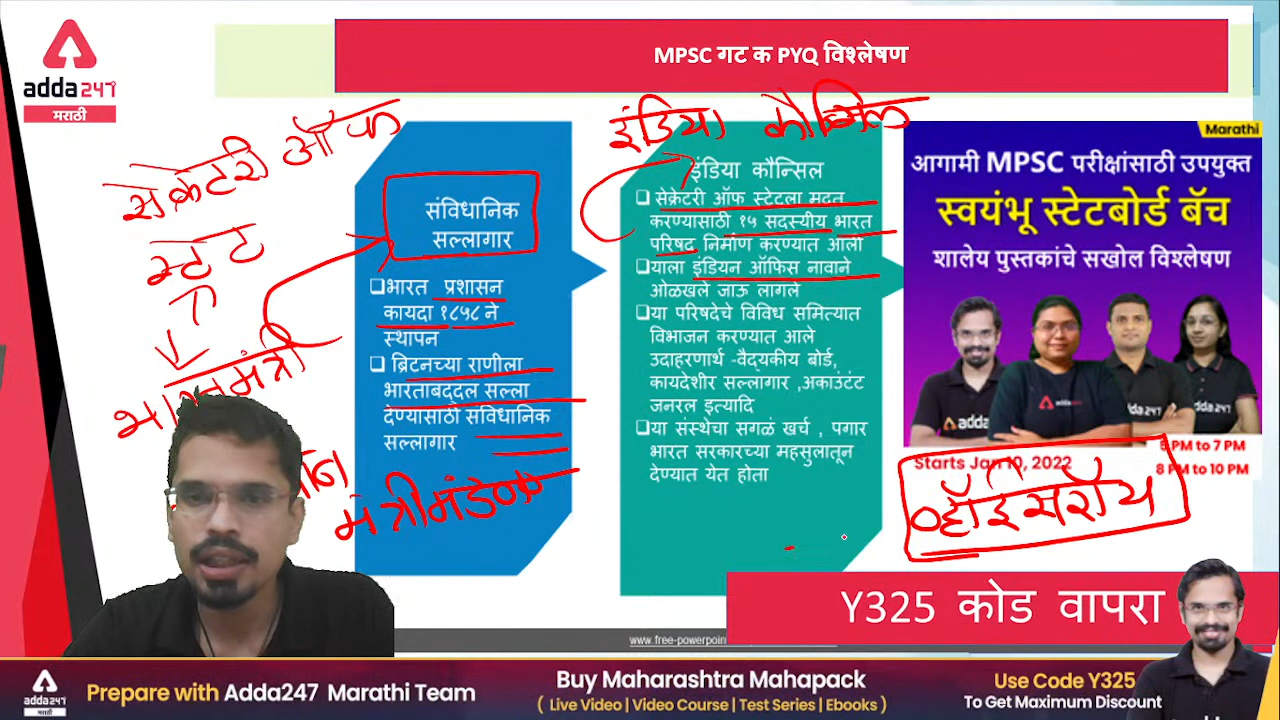 MPSC गट क PYQ विश्लेषण
adda247
मराठी
सेक्रेटरी ऑफ
स्टेट
भारतमंत्री
मंत्रीमंडळ
संविधानिक
सल्लागार
❑भारत प्रशासन
कायदा १८५८ ने
स्थापन
❑ ब्रिटनच्या राणीला
भारताबद्दल सल्ला
देण्यासाठी संविधानिक
सल्लागार
इंडिया कौन्सिल
इंडिया कौन्सिल
❑सेक्रेटरी ऑफ स्टेटला मदत
करण्यासाठी १५ सदस्यीय भारत
परिषद निर्माण करण्यात आली
❑याला इंडियन ऑफिस नावाने
ओळखले जाऊ लागले
❑या परिषदेचे विविध समित्यात
विभाजन करण्यात आले
उदाहरणार्थ -वैद्यकीय बोर्ड,
कायदेशीर सल्लागार ,अकाउंटंट
जनरल इत्यादि
❑या संस्थेचा सगळं खर्च , पगार
भारत सरकारच्या महसुलातून
देण्यात येत होता
Marathi
आगामी MPSC परीक्षांसाठी उपयुक्त
स्वयंभू स्टेटबोर्ड बॅच
शालेय पुस्तकांचे सखोल विश्लेषण
Starts Jan 10, 2022
5 PM to 7 PM
8 PM to 10 PM
व्हॉइसरॉय
Y325 कोड वापरा
www.free-powerpoin
adda247
मराठी
Prepare with Adda247 Marathi Team
Buy Maharashtra Mahapack
( Live Video | Video Course | Test Series | Ebooks )
Use Code Y325
To Get Maximum Discount